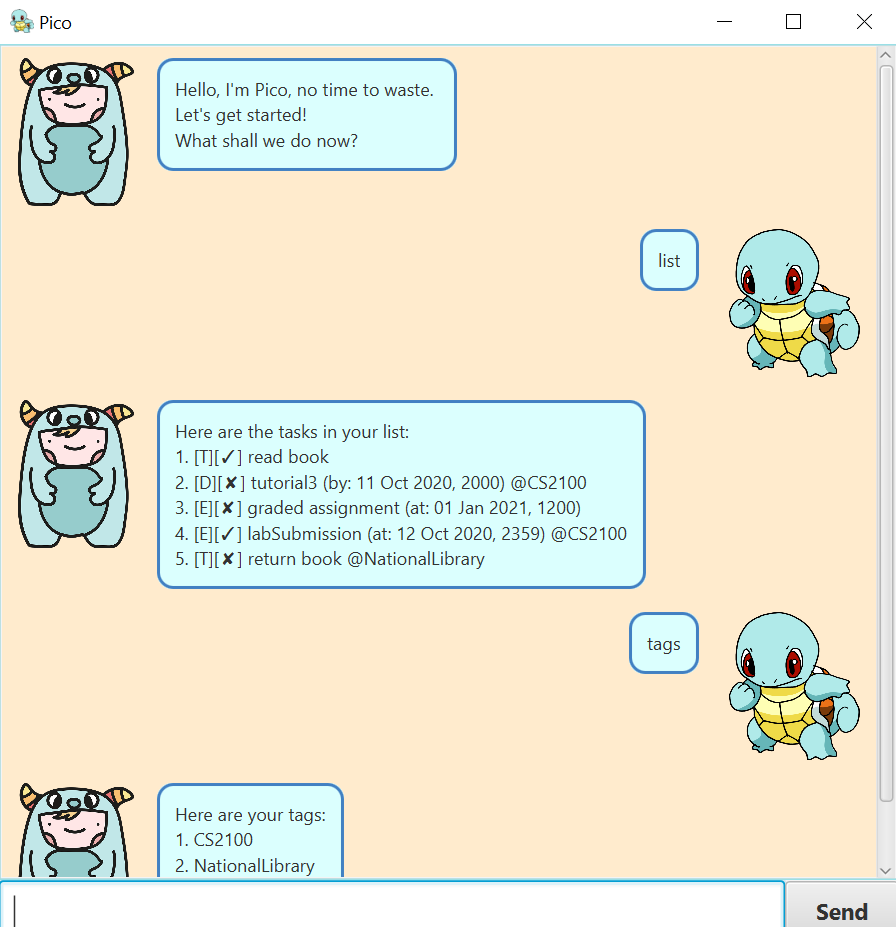 Pico
Hello, I'm Pico, no time to waste.
Let's get started!
What shall we do now?
list
Here are the tasks in your list:
1. [T][✓] read book
2. [D][✘] tutorial3 (by: 11 Oct 2020, 2000) @CS2100
3. [E][✘] graded assignment (at: 01 Jan 2021, 1200)
4. [E][✓] labSubmission (at: 12 Oct 2020, 2359) @CS2100
5. [T][✘] return book @NationalLibrary
tags
Here are your tags:
1. CS2100
2. NationalLibrary
Send